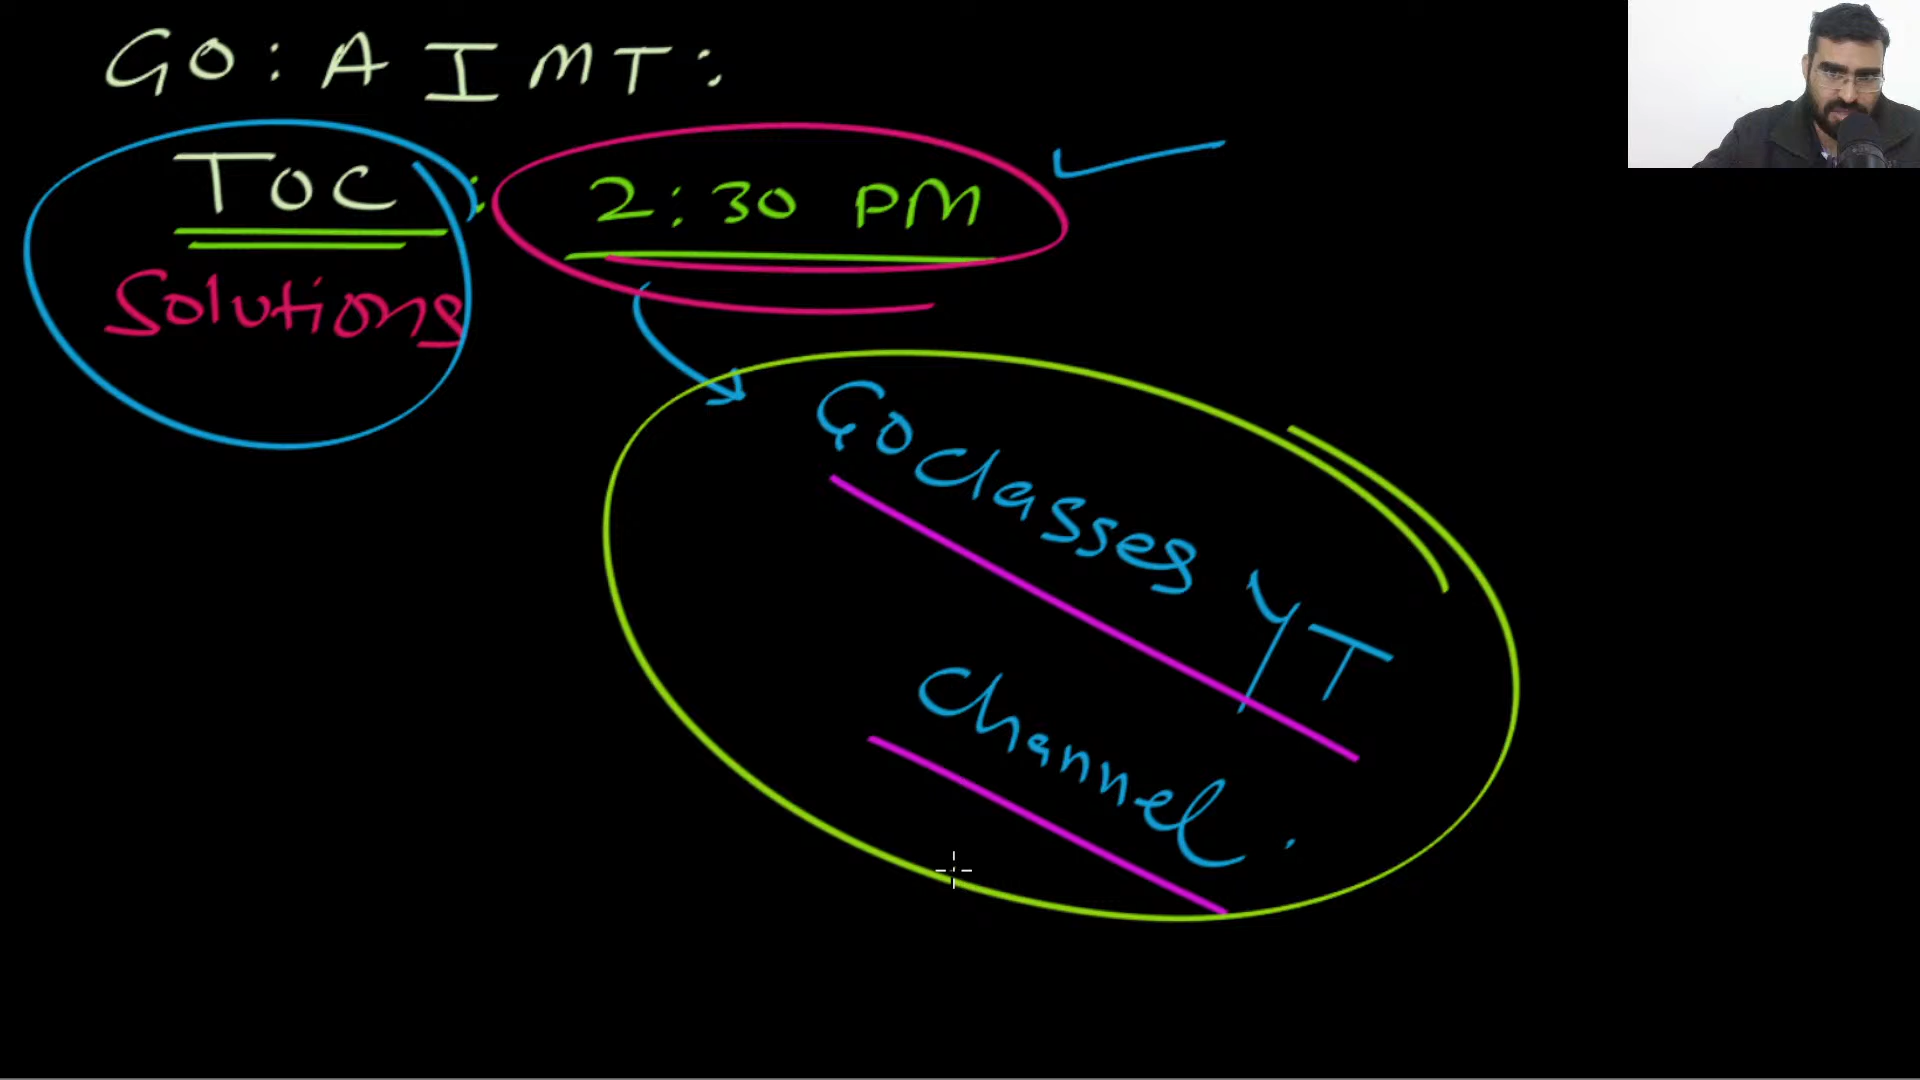 GO: AIMT:
TOC : 2:30 PM
Solutions
GOclasses YT
channel.